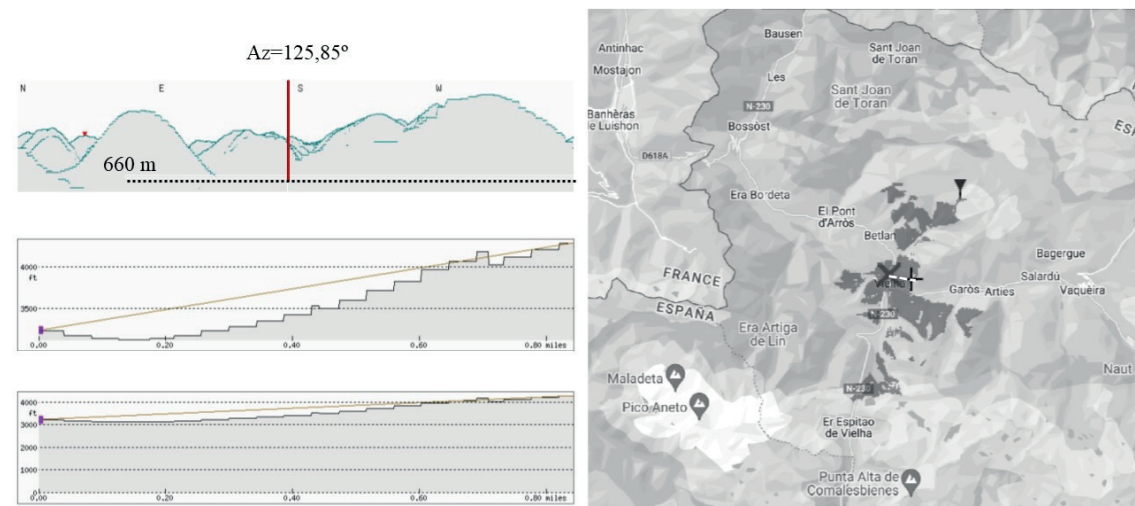 Az=125,85º
N E S W
660 m
4000
ft
3500
0.00 0.20 0.40 0.60 0.80 miles
4000
ft
3000
2000
1000
0
0.00 0.20 0.40 0.60 0.80 miles
Bausen
Antinhac
Sant Joan
de Toran
Mostajon
Les
Sant Joan
de Toran
N-230
Banhèras
de Luishon
Bossòst
ESP
D618A
Era Bordeta
El Pont
d'Arròs
Betlan
Bagergue
FRANCE
Vielha
Salardú
Garòs
Arties
Vaquèira
ESPAÑA
N-230
Era Artiga
de Lin
Naut
Maladeta
N-230
Pico Aneto
Er Espitao
de Vielha
Punta Alta de
Comalesbienes